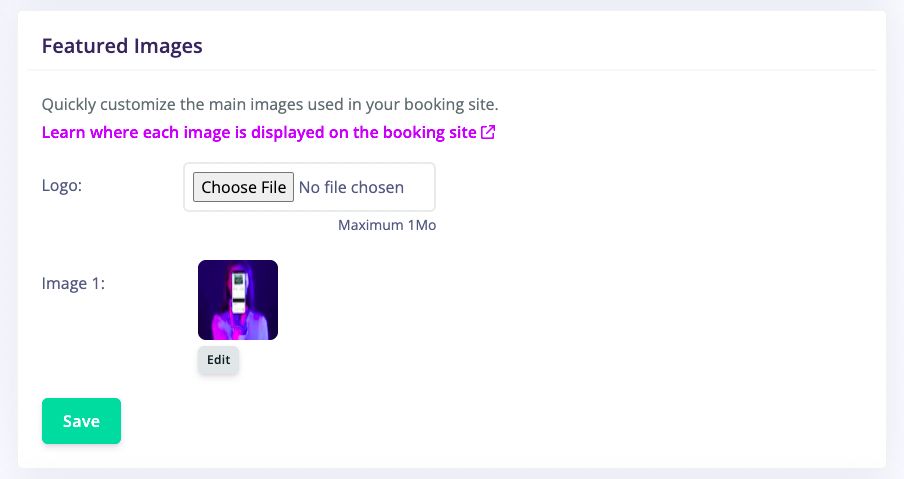 Featured Images
Quickly customize the main images used in your booking site.
Learn where each image is displayed on the booking site
Logo:
Choose File No file chosen
Maximum 1Mo
Image 1:
Edit
Save